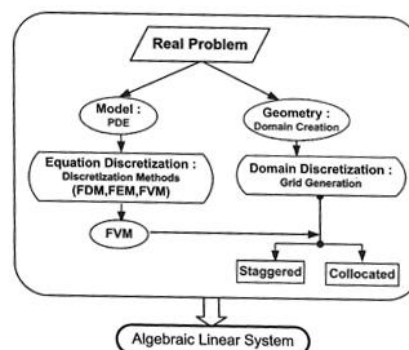 Real Problem
Model :
PDE
Geometry :
Domain Creation
Equation Discretization :
Discretization Methods
(FDM,FEM,FVM)
Domain Discretization :
Grid Generation
FVM
Staggered
Collocated
Algebraic Linear System